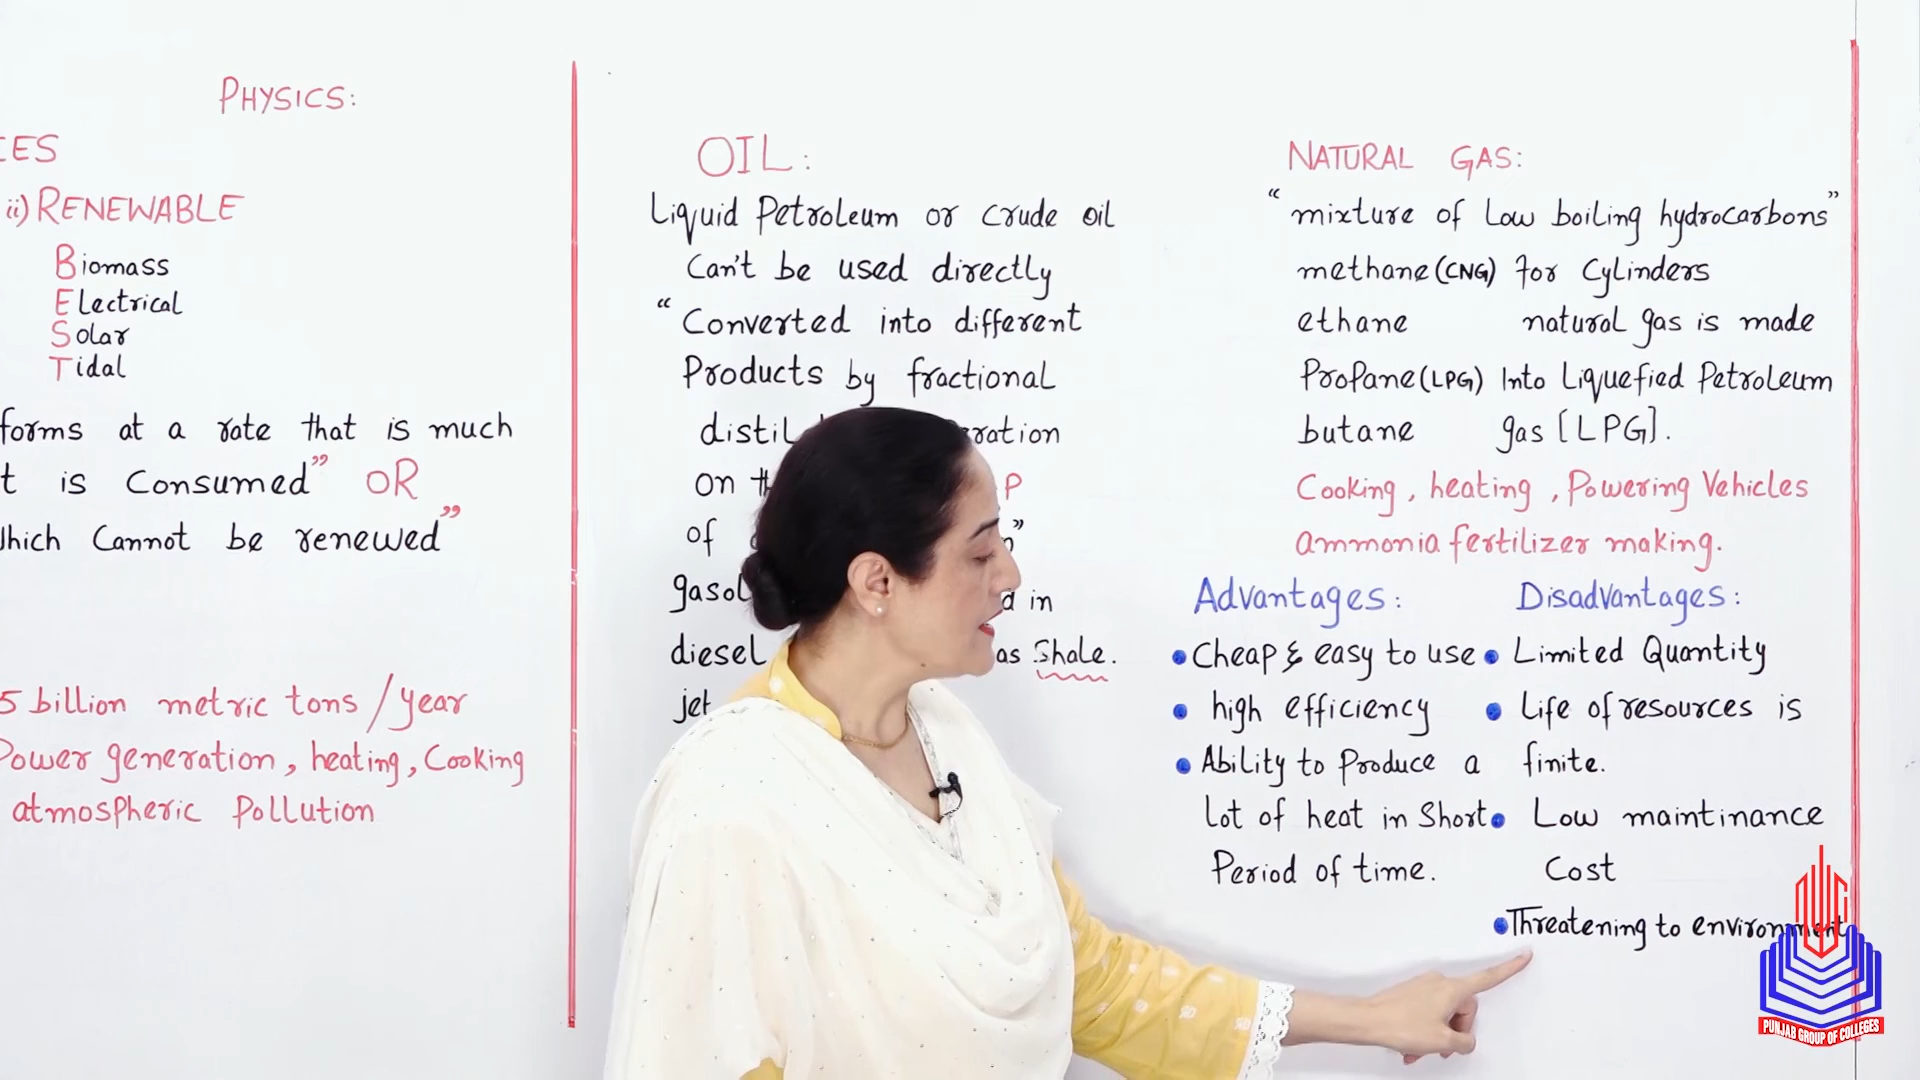 PHYSICS:
ii) RENEWABLE
Biomass
Electrical
Solar
Tidal
forms at a rate that is much
is Consumed” OR
which Cannot be renewed”
5 billion metric tons / year
Power generation, heating, Cooking
atmospheric Pollution
OIL:
Liquid Petroleum or crude oil
Can't be used directly
“Converted into different
Products by fractional
on
P
of
in
diesel as Shale.
jet
NATURAL GAS:
“mixture of Low boiling hydrocarbons”
methane (CNG) for Cylinders
ethane natural gas is made
Propane (LPG) Into Liquefied Petroleum
butane gas [LPG].
Cooking, heating, Powering Vehicles
ammonia fertilizer making.
Advantages:
• Cheap & easy to use
• high efficiency
• Ability to produce a
Lot of heat in Short
Period of time.
Disadvantages:
• Limited Quantity
• Life of resources is
finite.
• Low maintinance
Cost
• Threatening to environment
PUNJAB GROUP OF COLLEGES